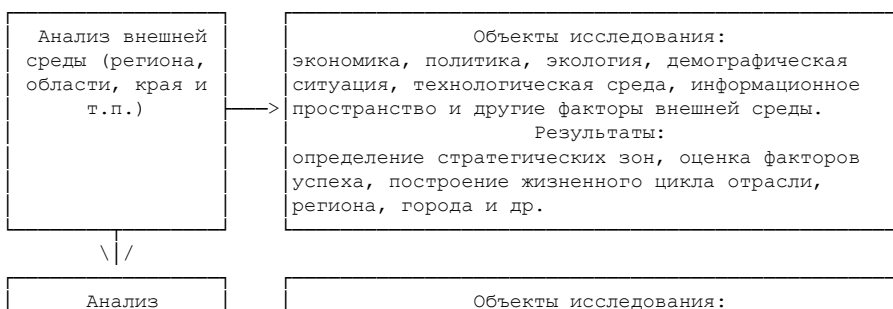 Анализ внешней
среды (региона,
области, края и
т.п.)
Объекты исследования:
экономика, политика, экология, демографическая
ситуация, технологическая среда, информационное
пространство и другие факторы внешней среды.
Результаты:
определение стратегических зон, оценка факторов
успеха, построение жизненного цикла отрасли,
региона, города и др.
Анализ
Объекты исследования: